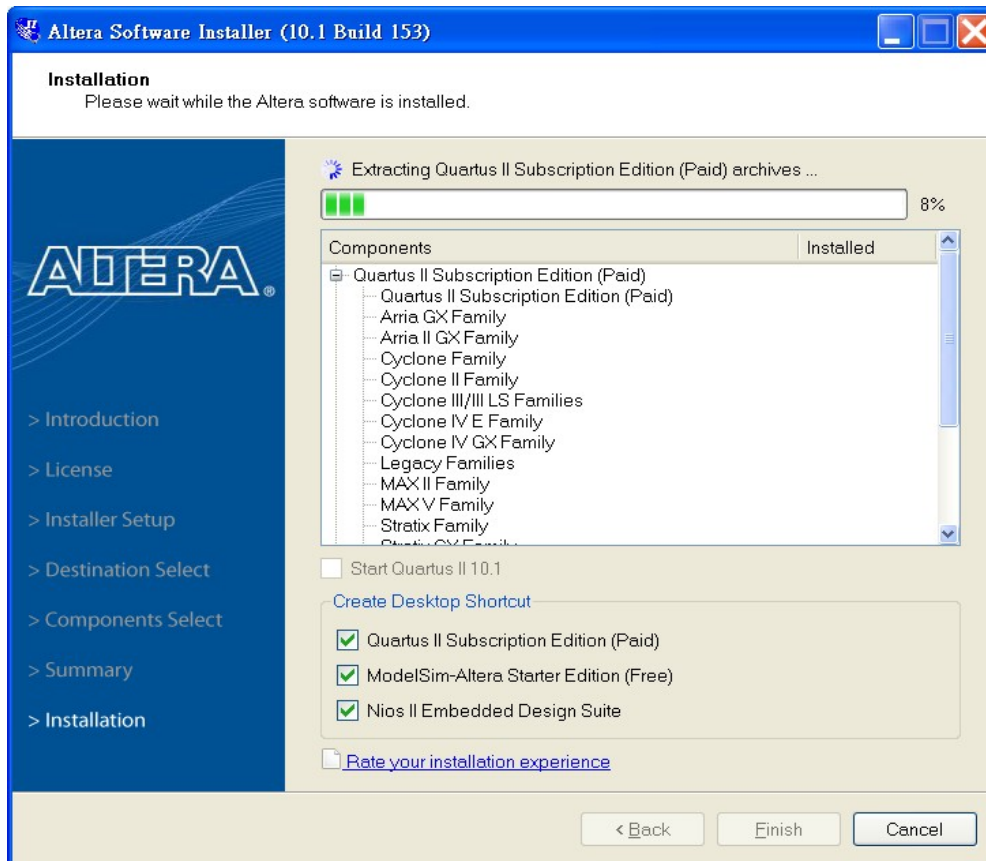 Altera Software Installer (10.1 Build 153)
Installation
Please wait while the Altera software is installed.
Extracting Quartus II Subscription Edition (Paid) archives ...
8%
Components Installed
Quartus II Subscription Edition (Paid)
Quartus II Subscription Edition (Paid)
Arria GX Family
Arria II GX Family
Cyclone Family
Cyclone II Family
Cyclone III/III LS Families
Cyclone IV E Family
Cyclone IV GX Family
Legacy Families
MAX II Family
MAX V Family
Stratix Family
Stratix GX Family
ALTERA®
> Introduction
> License
> Installer Setup
> Destination Select
> Components Select
> Summary
> Installation
Start Quartus II 10.1
Create Desktop Shortcut
Quartus II Subscription Edition (Paid)
ModelSim-Altera Starter Edition (Free)
Nios II Embedded Design Suite
Rate your installation experience
< Back Finish Cancel